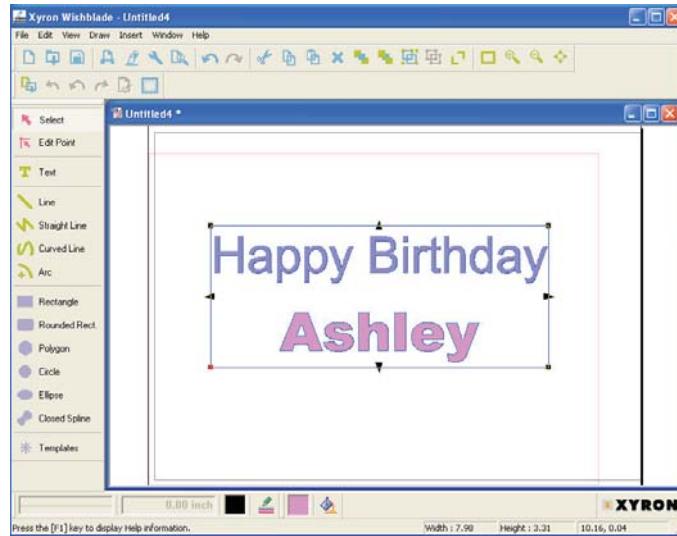 Xyron Wishblade - Untitled4
File Edit View Draw Insert Window Help
Untitled4 *
Select
Edit Point
Text
Line
Straight Line
Curved Line
Arc
Rectangle
Rounded Rect.
Polygon
Circle
Ellipse
Closed Spline
Templates
Happy Birthday
Ashley
0.00 inch
XYRON
Press the [F1] key to display Help information. Width : 7.98 Height : 3.31 10.16, 0.04